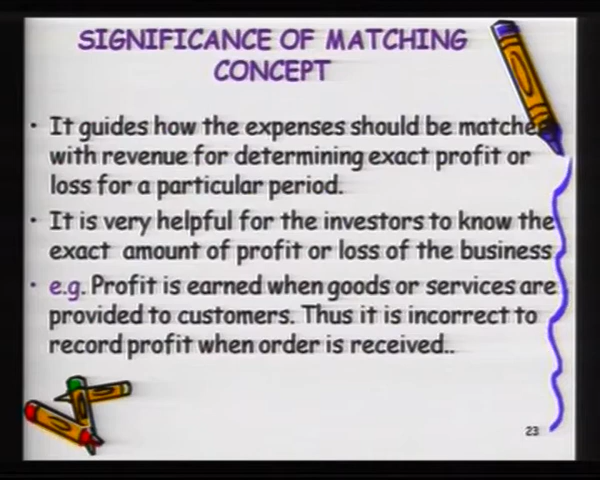 SIGNIFICANCE OF MATCHING
CONCEPT
• It guides how the expenses should be matched
with revenue for determining exact profit or
loss for a particular period.
• It is very helpful for the investors to know the
exact amount of profit or loss of the business
• e.g. Profit is earned when goods or services are
provided to customers. Thus it is incorrect to
record profit when order is received..
23